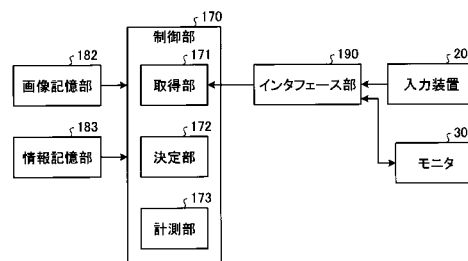 170
制御部
182
画像記憶部
171
取得部
190
インタフェース部
20
入力装置
183
情報記憶部
172
決定部
30
モニタ
173
計測部